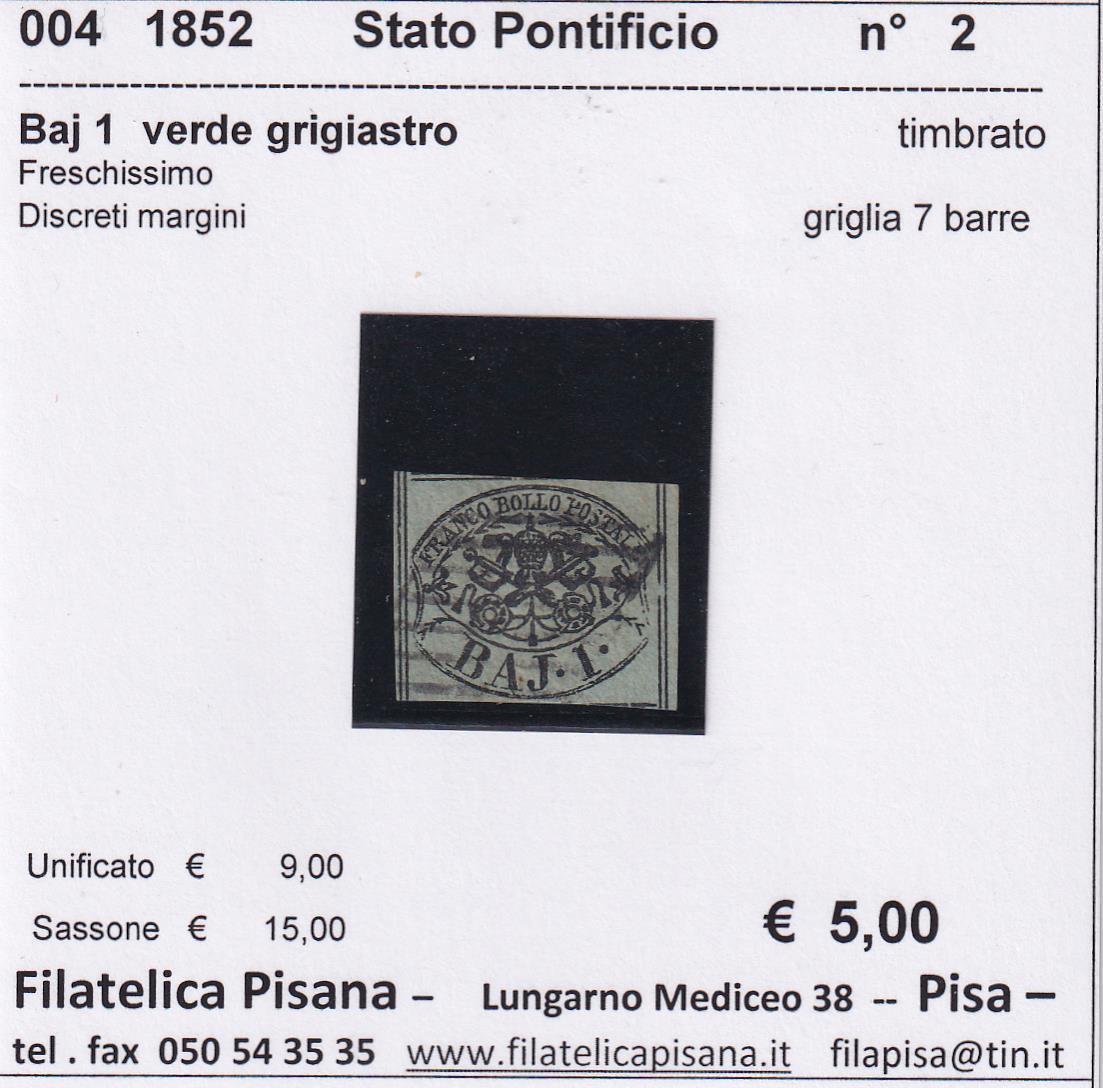 004 1852 Stato Pontificio n° 2
Baj 1 verde grigiastro timbrato
Freschissimo
Discreti margini griglia 7 barre
FRANCO BOLLO POSTALE
BAJ. 1.
Unificato € 9,00
Sassone € 15,00 € 5,00
Filatelica Pisana – Lungarno Mediceo 38 -- Pisa –
tel . fax 050 54 35 35 www.filatelicapisana.it filapisa@tin.it